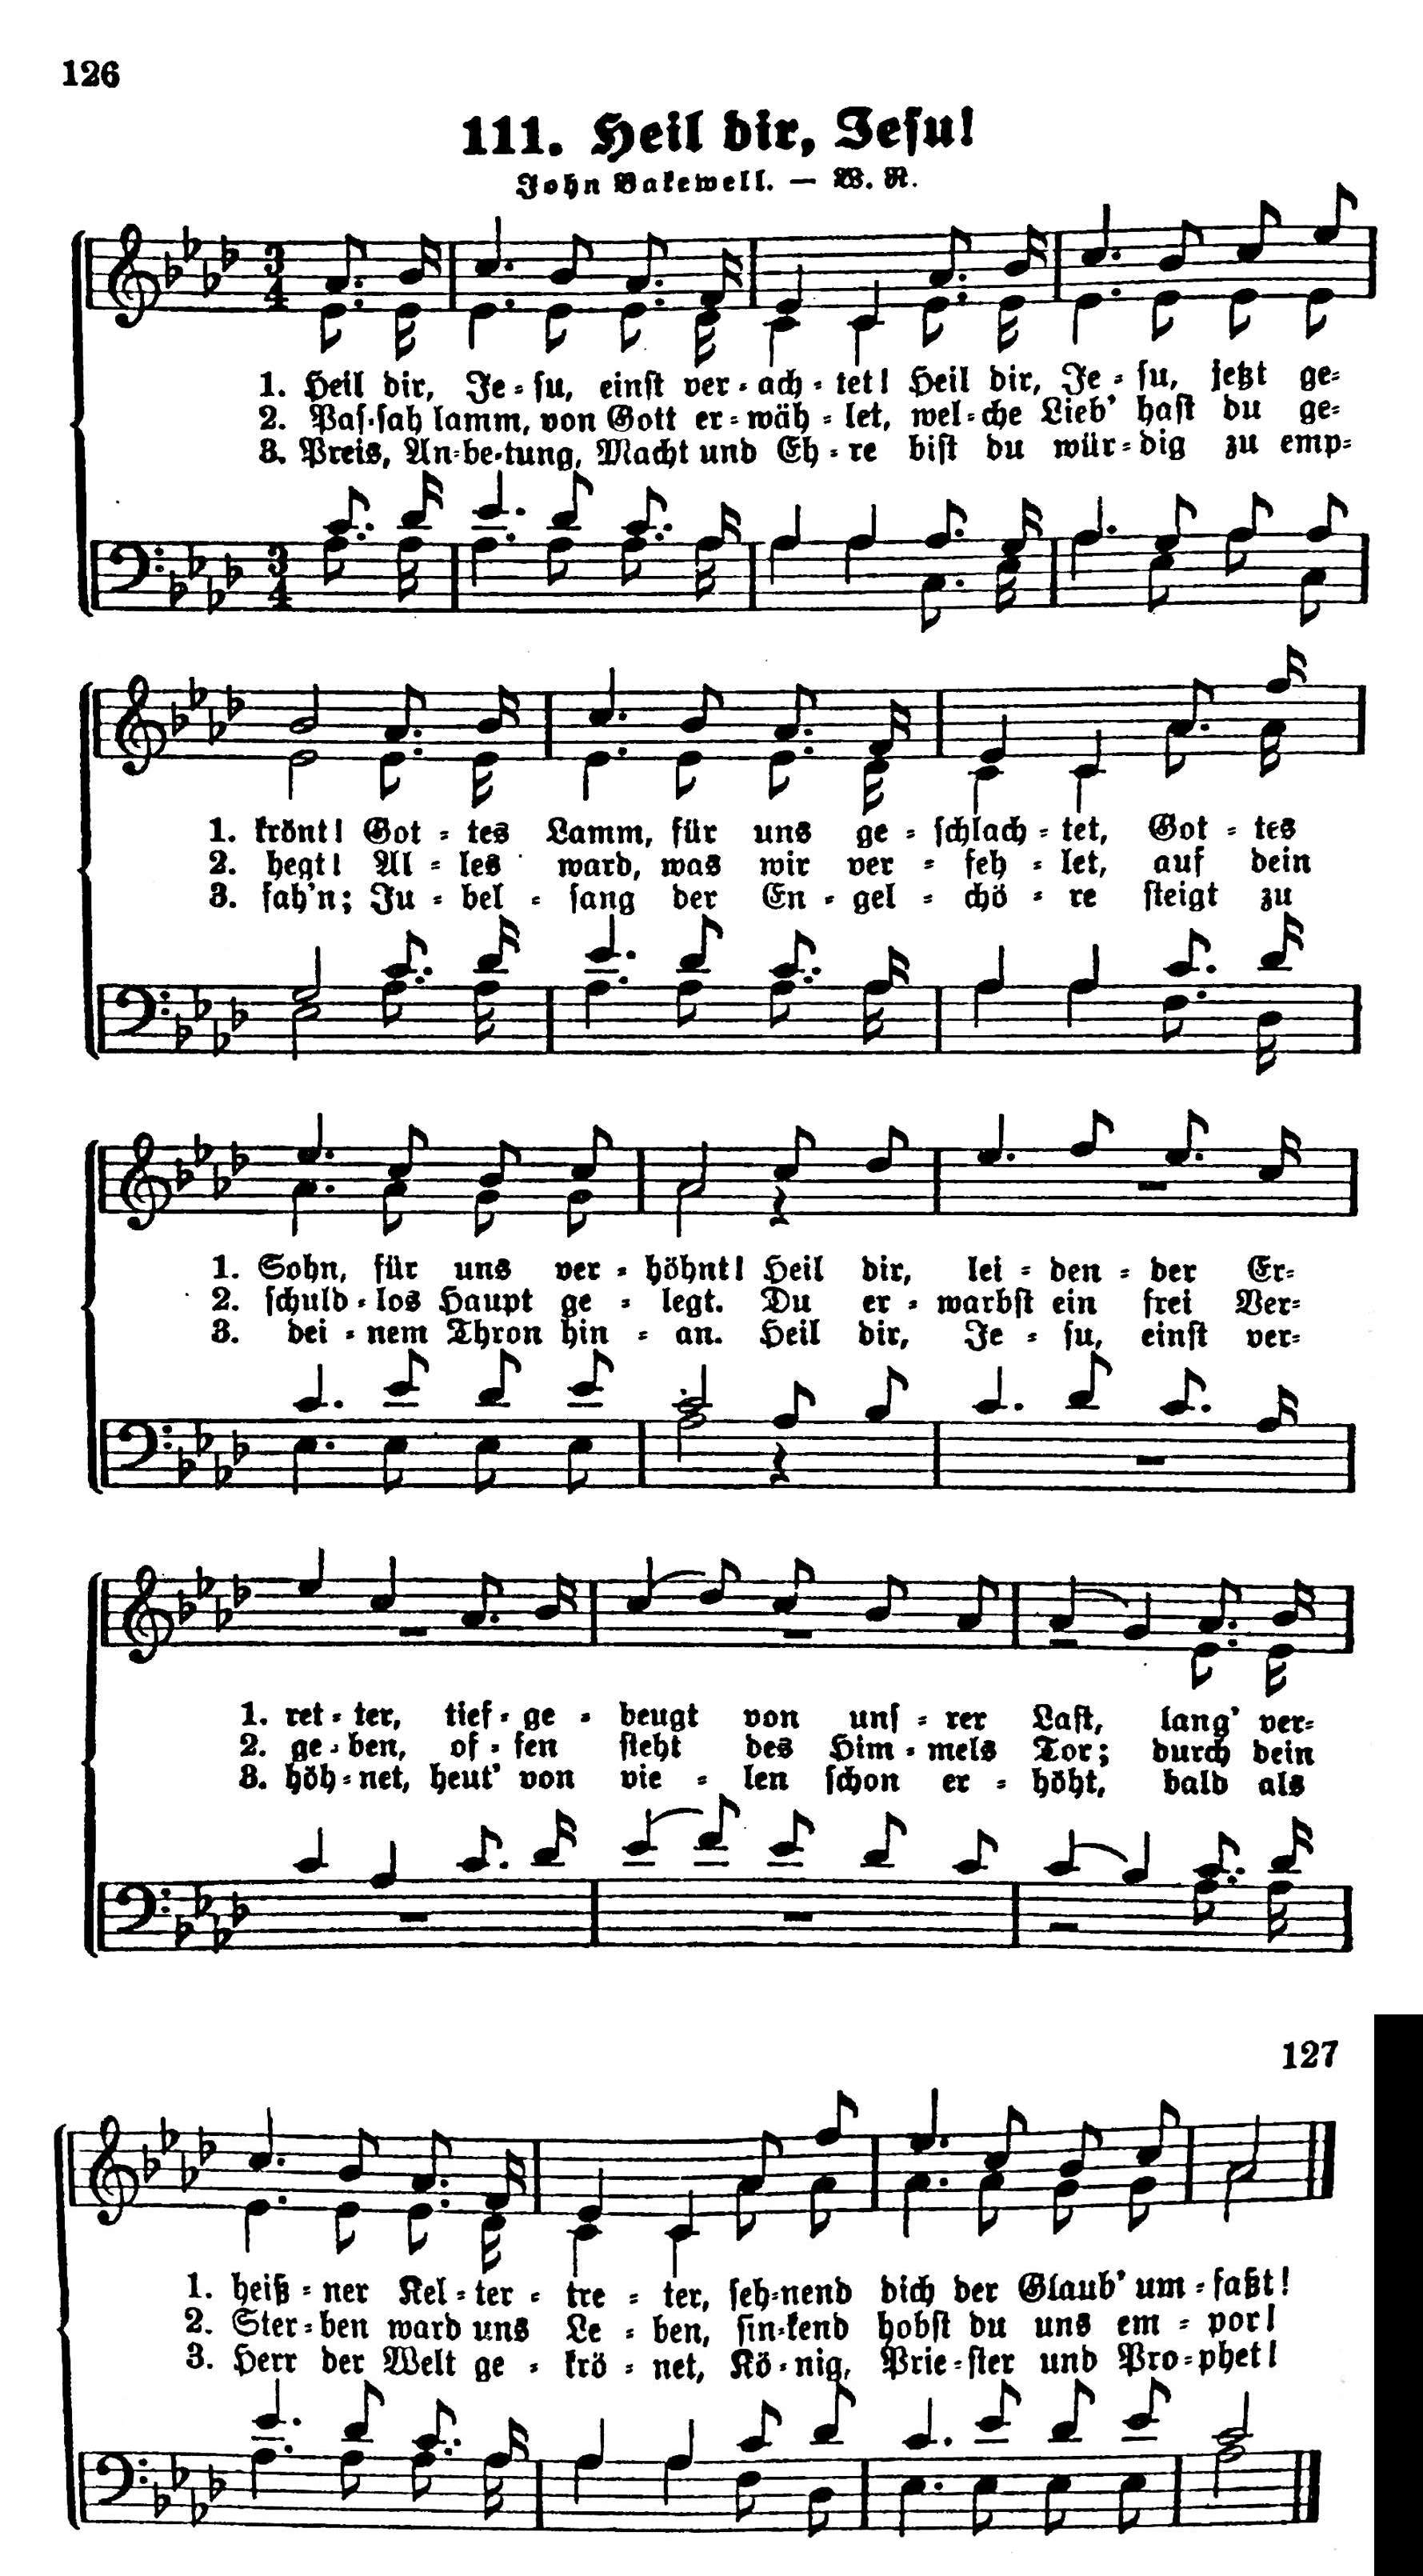 126
111. Heil dir, Jesu!
John Bakewell. — W. R.
1. Heil dir, Je-su, einst ver-ach-tet! Heil dir, Je-su, jetzt ge-
2. Pas-sah lamm, von Gott er-wäh-let, wel-che Lieb' hast du ge-
3. Preis, An-be-tung, Macht und Eh-re bist du wür-dig zu emp-
1. krönt! Got-tes Lamm, für uns ge-schlach-tet, Got-tes
2. hegt! Al-les ward, was wir ver-feh-let, auf dein
3. fah'n; Ju-bel-sang der En-gel-chö-re steigt zu
1. Sohn, für uns ver-höhnt! Heil dir, lei-den-der Er-
2. schuld-los Haupt ge-legt. Du er-warbst ein frei Ver-
3. dei-nem Thron hin-an. Heil dir, Je-su, einst ver-
1. ret-ter, tief-ge-beugt von uns-rer Last, lang' ver-
2. ge-ben, of-fen steht des Him-mels Tor; durch dein
3. höh-net, heut' von vie-len schon er-höht, bald als
127
1. heiß-ner Kel-ter-tre-ter, seh-nend dich der Glaub' um-faßt!
2. Ster-ben ward uns Le-ben, sin-kend hobst du uns em-por!
3. Herr der Welt ge-krö-net, Kö-nig, Prie-ster und Pro-phet!